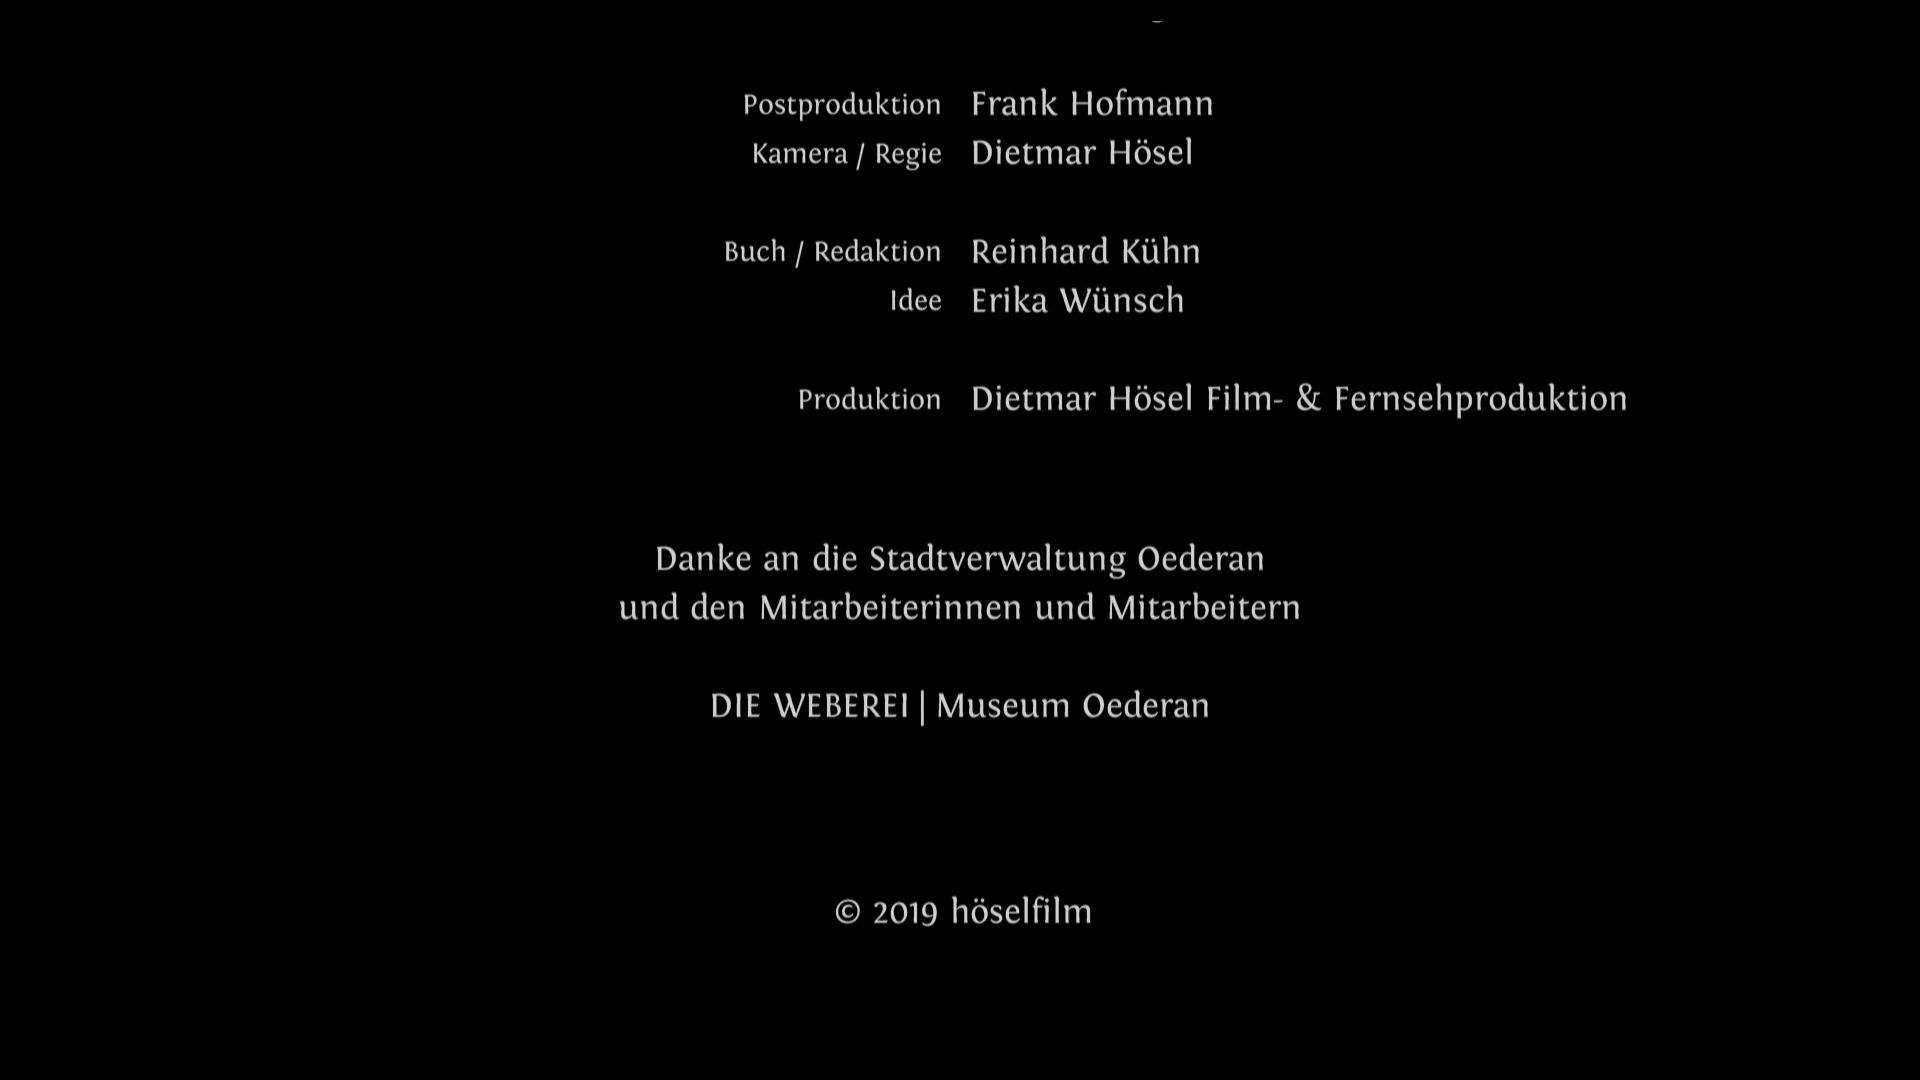 Postproduktion Frank Hofmann
Kamera / Regie Dietmar Hösel
Buch / Redaktion Reinhard Kühn
Idee Erika Wünsch
Produktion Dietmar Hösel Film- & Fernsehproduktion
Danke an die Stadtverwaltung Oederan
und den Mitarbeiterinnen und Mitarbeitern
DIE WEBEREI | Museum Oederan
© 2019 höselfilm